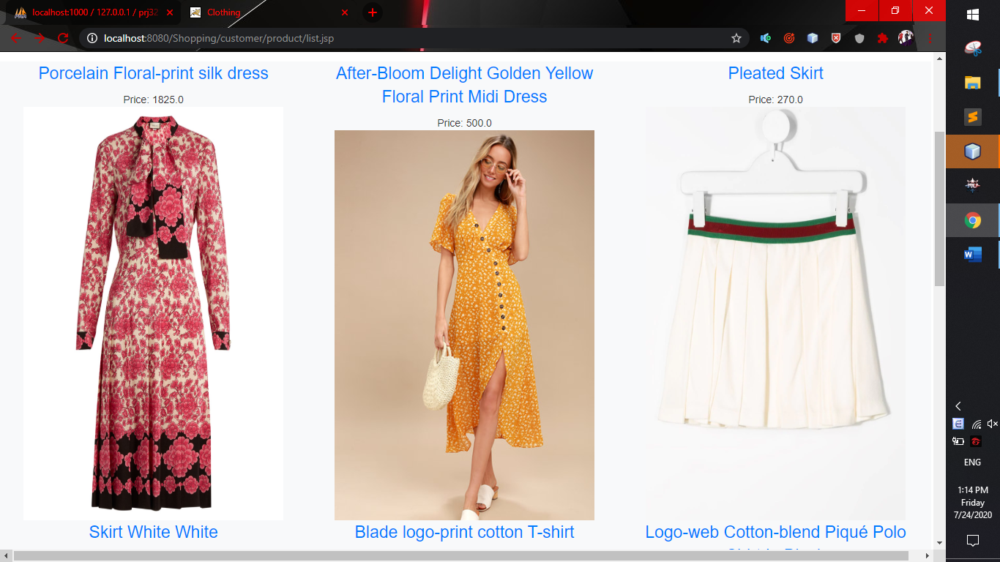 localhost:1000 / 127.0.0.1 / prj32
Clothing
localhost:8080/Shopping/customer/product/list.jsp
Porcelain Floral-print silk dress
Price: 1825.0
After-Bloom Delight Golden Yellow
Floral Print Midi Dress
Price: 500.0
Pleated Skirt
Price: 270.0
Skirt White White
Blade logo-print cotton T-shirt
Logo-web Cotton-blend Piqué Polo
ENG
1:14 PM
Friday
7/24/2020